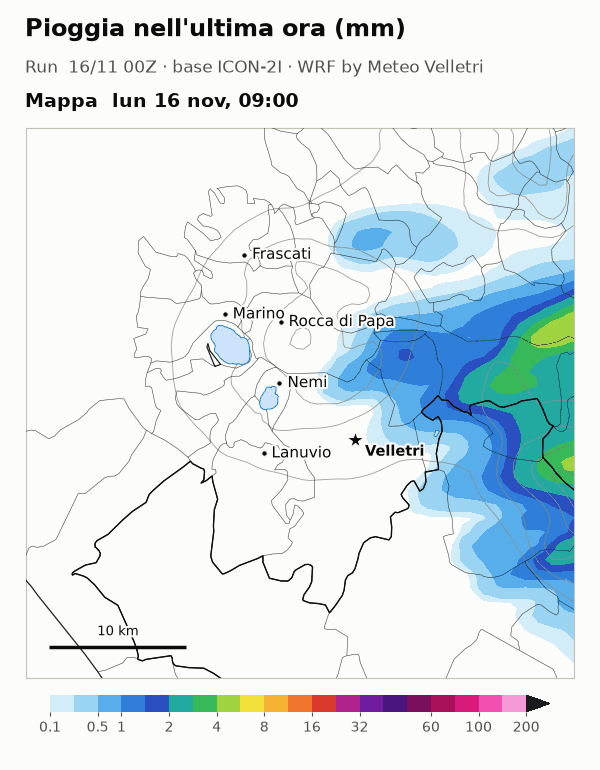 Pioggia nell'ultima ora (mm)
Run  16/11 00Z · base ICON-2I · WRF by Meteo Velletri
Mappa  lun 16 nov, 09:00
Frascati
Marino
Rocca di Papa
Nemi
Velletri
Lanuvio
10 km
0.1 0.5 1 2 4 8 16 32 60 100 200